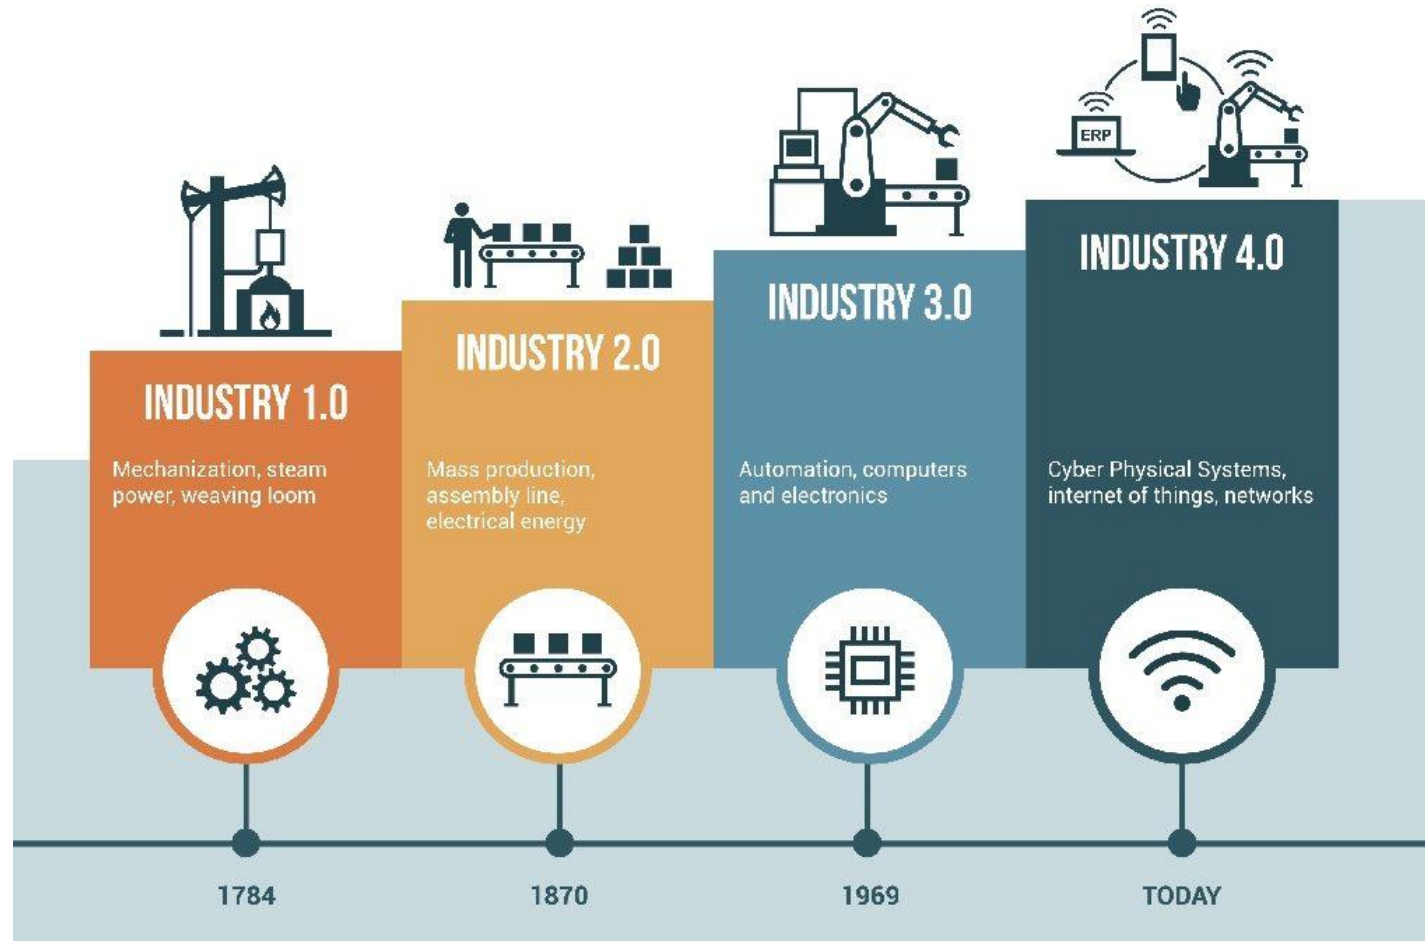 ERP
INDUSTRY 1.0
Mechanization, steam
power, weaving loom
INDUSTRY 2.0
Mass production,
assembly line,
electrical energy
INDUSTRY 3.0
Automation, computers
and electronics
INDUSTRY 4.0
Cyber Physical Systems,
internet of things, networks
1784
1870
1969
TODAY